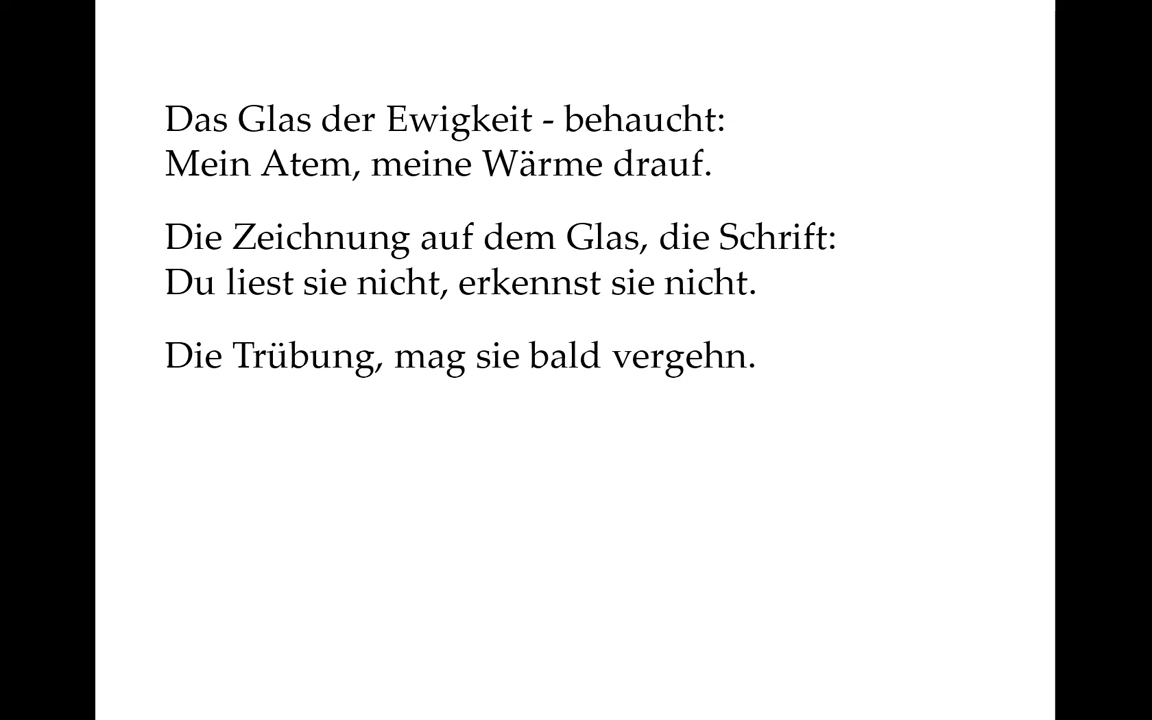 Das Glas der Ewigkeit - behaucht:
Mein Atem, meine Wärme drauf.
Die Zeichnung auf dem Glas, die Schrift:
Du liest sie nicht, erkennst sie nicht.
Die Trübung, mag sie bald vergehn.